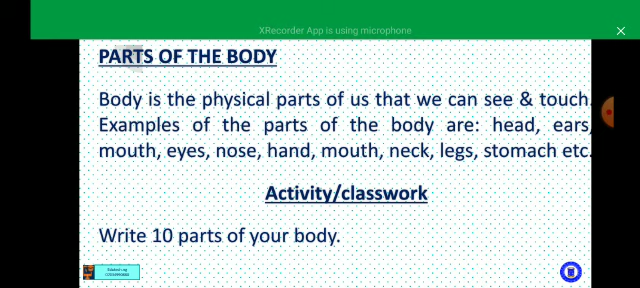 XRecorder App is using microphone
PARTS OF THE BODY
Body is the physical parts of us that we can see & touch.
Examples of the parts of the body are: head, ears,
mouth, eyes, nose, hand, mouth, neck, legs, stomach etc.
Activity/classwork
Write 10 parts of your body.